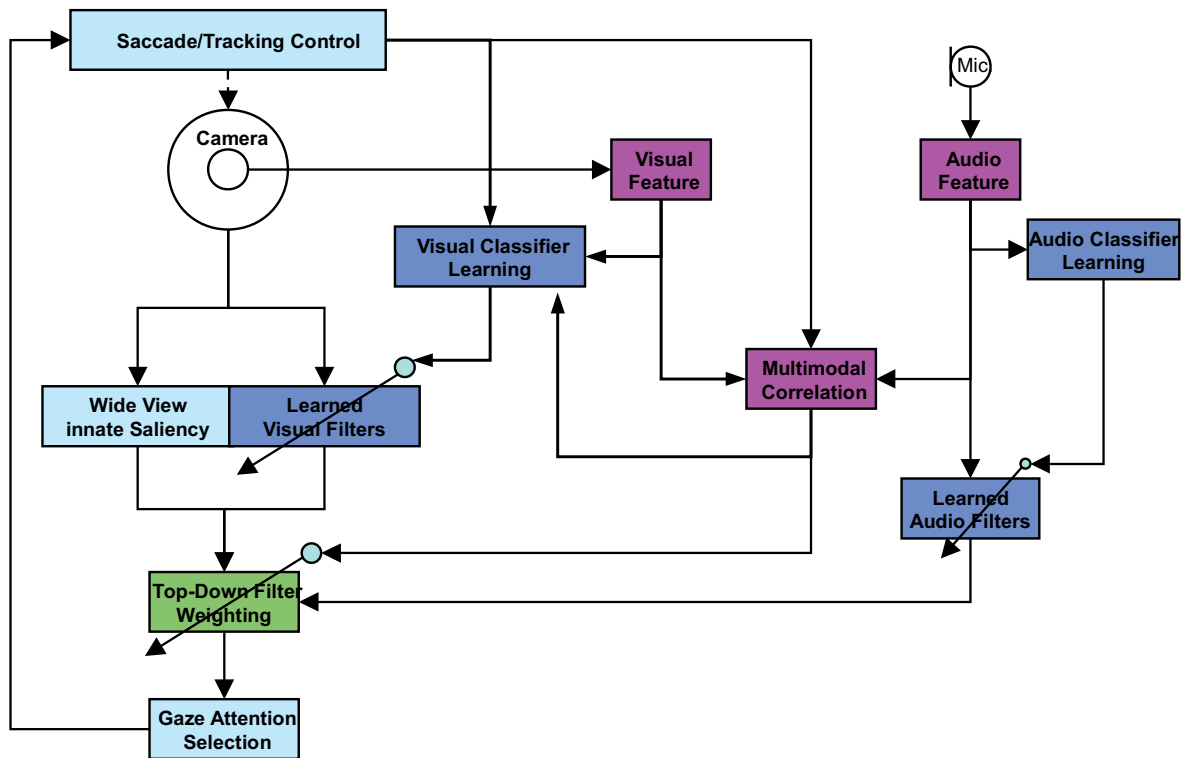 Saccade/Tracking Control
Mic
Camera
Visual
Feature
Audio
Feature
Visual Classifier
Learning
Audio Classifier
Learning
Multimodal
Correlation
Wide View
innate Saliency
Learned
Visual Filters
Learned
Audio Filters
Top-Down Filter
Weighting
Gaze Attention
Selection